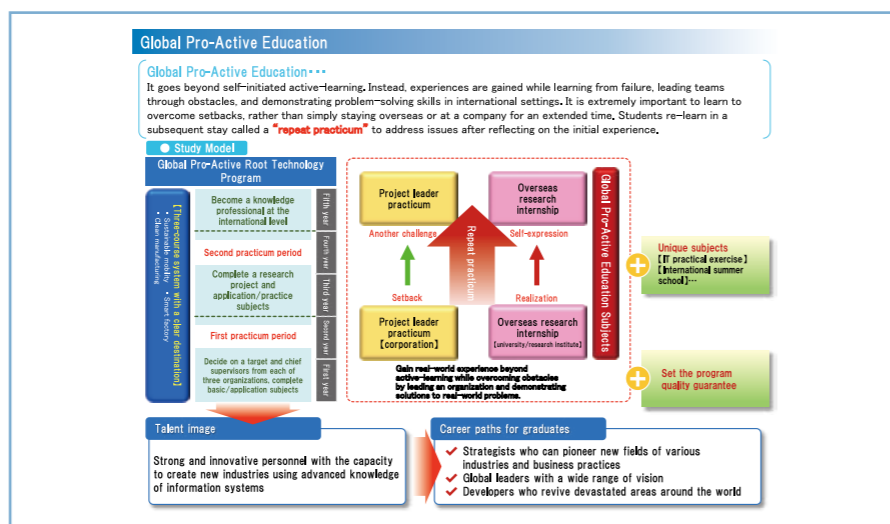 Global Pro-Active Education
Global Pro-Active Education···
It goes beyond self-initiated active-learning. Instead, experiences are gained while learning from failure, leading teams
through obstacles, and demonstrating problem-solving skills in international settings. It is extremely important to learn to
overcome setbacks, rather than simply staying overseas or at a company for an extended time. Students re-learn in a
subsequent stay called a "repeat practicum" to address issues after reflecting on the initial experience.
● Study Model
Global Pro-Active Root Technology
Program
【Three-course system with a clear destination】
• Sustainable mobility • Smart factory
• Clean manufacturing
Become a knowledge
professional at the
international level
Second practicum period
Complete a research
project and
application/practice
subjects
First practicum period
Decide on a target and chief
supervisors from each of
three organizations, complete
basic/application subjects
Fifth year
Fourth year
Third year
Second year
First year
Project leader
practicum
Another challenge
Setback
Project leader
practicum
【corporation】
Repeat practicum
Overseas
research
internship
Self-expression
Realization
Overseas research
internship
【university/research institute】
Gain real-world experience beyond
active-learning while overcoming obstacles
by leading an organization and demonstrating
solutions to real-world problems.
Global Pro-Active Education Subjects
Unique subjects
【IT practical exercise】
【International summer
school】···
Set the program
quality guarantee
Talent image
Strong and innovative personnel with the capacity
to create new industries using advanced knowledge
of information systems
Career paths for graduates
✓ Strategists who can pioneer new fields of various
industries and business practices
✓ Global leaders with a wide range of vision
✓ Developers who revive devastated areas around the world